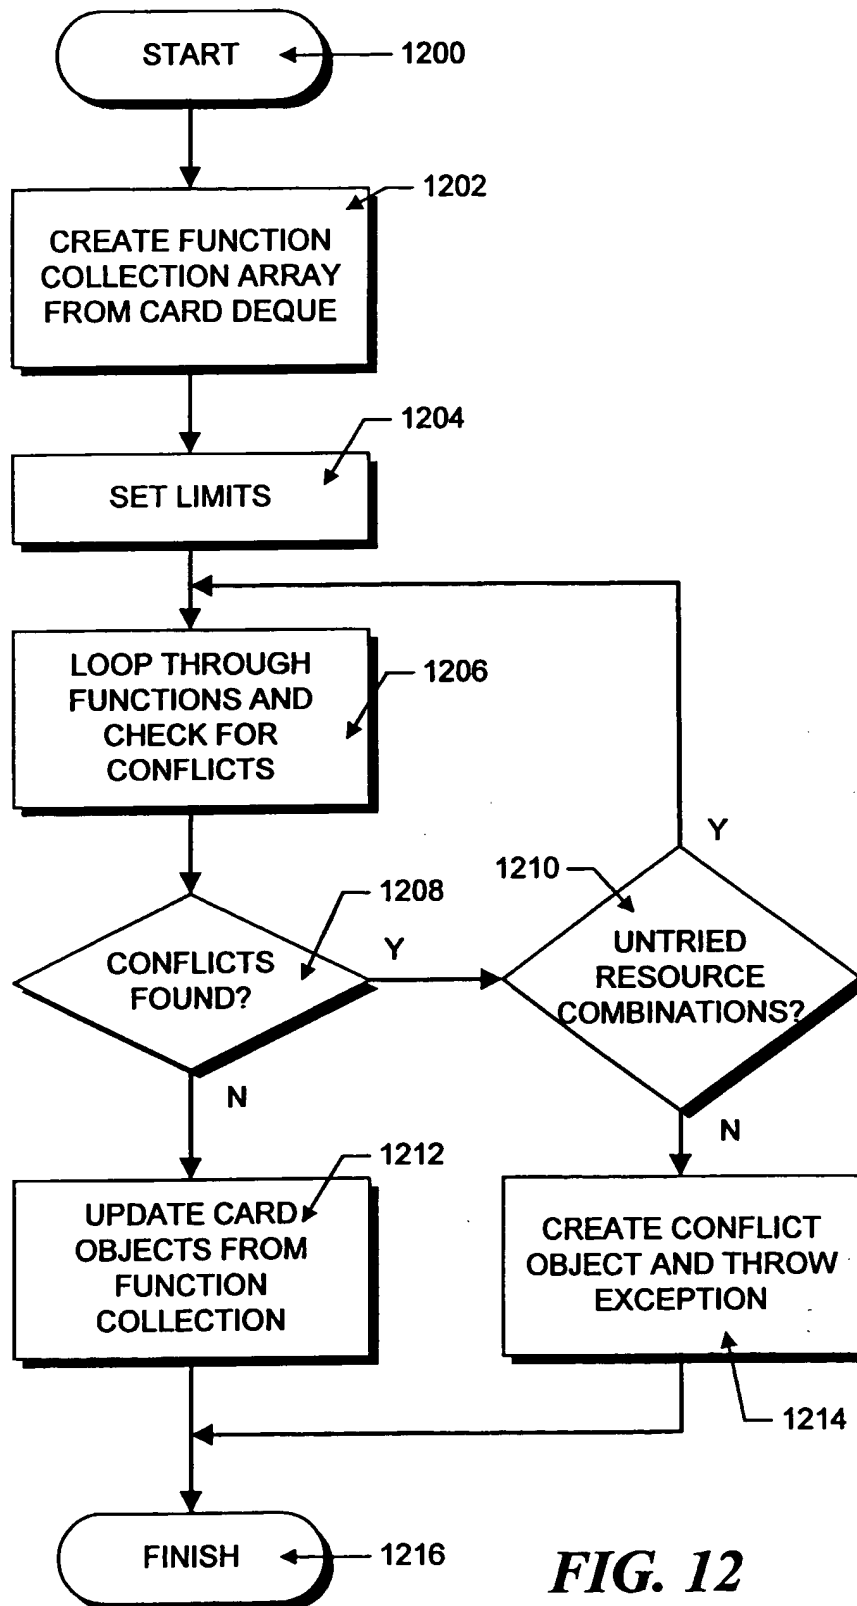 START
1200
1202
CREATE FUNCTION
COLLECTION ARRAY
FROM CARD DEQUE
1204
SET LIMITS
LOOP THROUGH
FUNCTIONS AND
CHECK FOR
CONFLICTS
1206
Y
1210
1208
CONFLICTS
FOUND?
Y
UNTRIED
RESOURCE
COMBINATIONS?
N
N
1212
UPDATE CARD
OBJECTS FROM
FUNCTION
COLLECTION
CREATE CONFLICT
OBJECT AND THROW
EXCEPTION
1214
FINISH
1216
FIG. 12